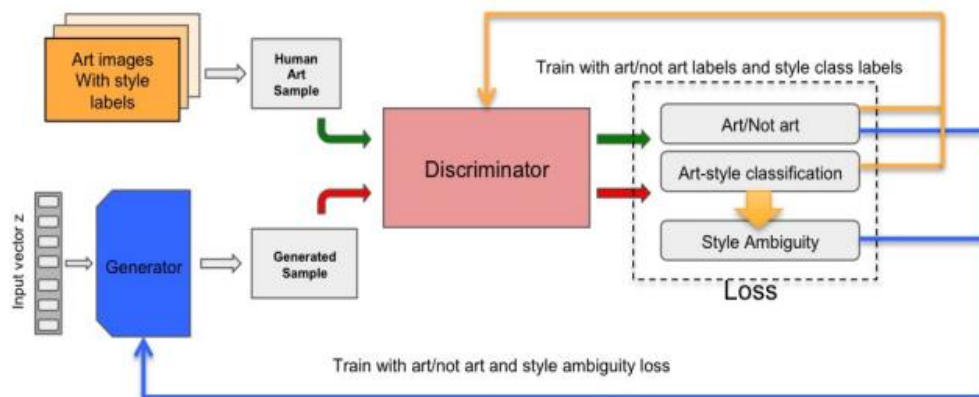 Art images
With style
labels
Human
Art
Sample
Train with art/not art labels and style class labels
Art/Not art
Discriminator
Art-style classification
Style Ambiguity
Loss
Input vector z
Generator
Generated
Sample
Train with art/not art and style ambiguity loss